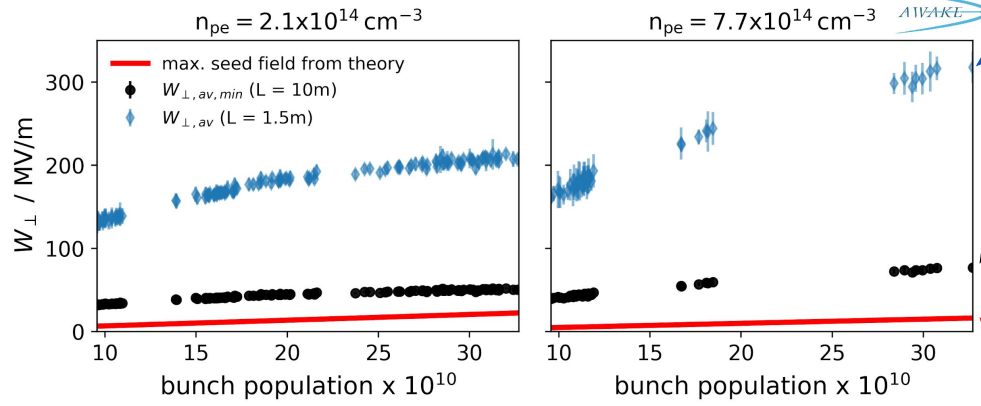 n_pe = 2.1x10^14 cm^−3
n_pe = 7.7x10^14 cm^−3
AWAKE
300
200
100
0
W_⊥ / MV/m
max. seed field from theory
W_⊥,av,min (L = 10m)
W_⊥,av (L = 1.5m)
10 15 20 25 30
10 15 20 25 30
bunch population x 10^10
bunch population x 10^10